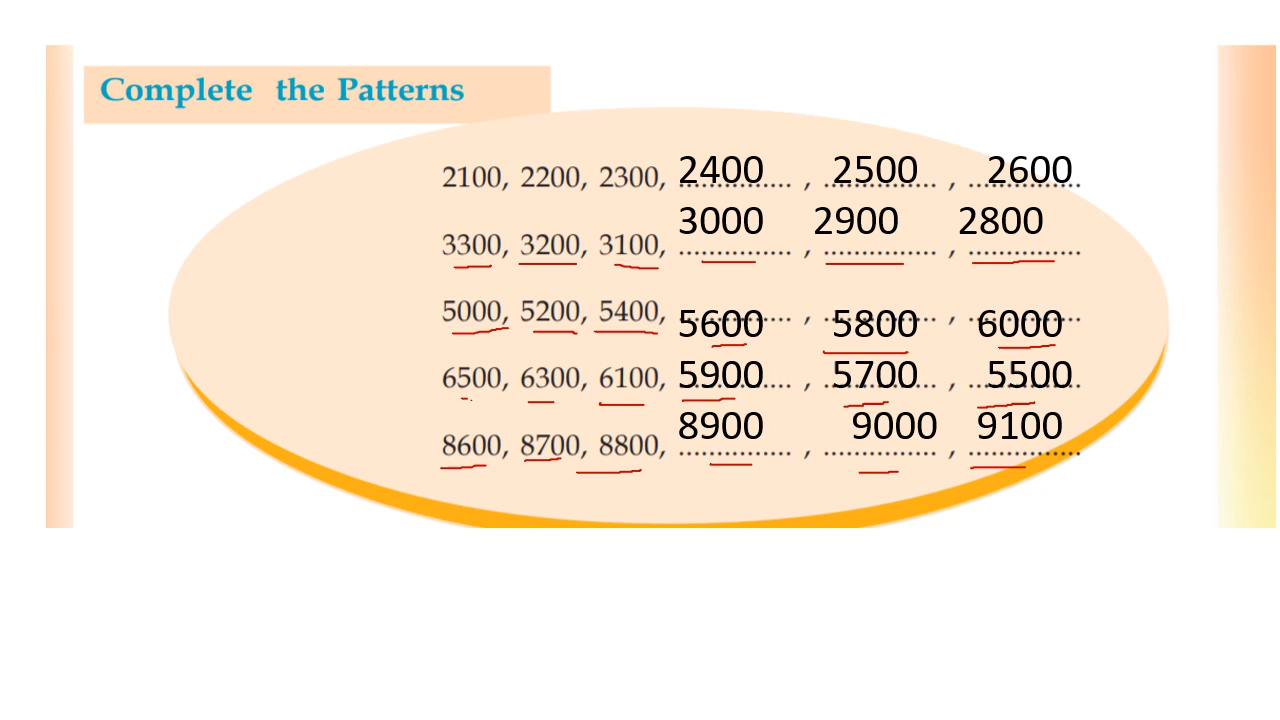 Complete the Patterns
2100, 2200, 2300, 2400 , 2500 , 2600
3300, 3200, 3100, 3000 , 2900 , 2800
5000, 5200, 5400, 5600 , 5800 , 6000
6500, 6300, 6100, 5900 , 5700 , 5500
8600, 8700, 8800, 8900 , 9000 , 9100